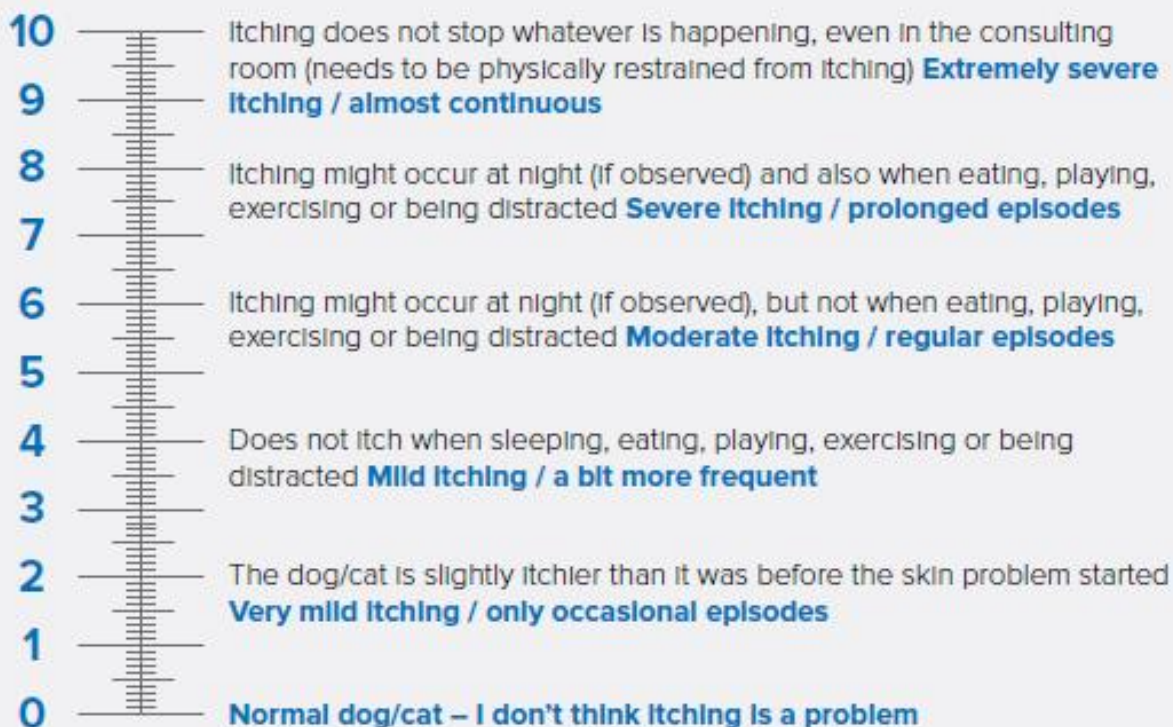 10
Itching does not stop whatever is happening, even in the consulting
room (needs to be physically restrained from itching) Extremely severe
9
itching / almost continuous
8
Itching might occur at night (if observed) and also when eating, playing,
exercising or being distracted Severe itching / prolonged episodes
7
6
Itching might occur at night (if observed), but not when eating, playing,
exercising or being distracted Moderate itching / regular episodes
5
4
Does not itch when sleeping, eating, playing, exercising or being
distracted Mild itching / a bit more frequent
3
2
The dog/cat is slightly itchier than it was before the skin problem started
Very mild itching / only occasional episodes
1
0
Normal dog/cat – I don't think itching is a problem